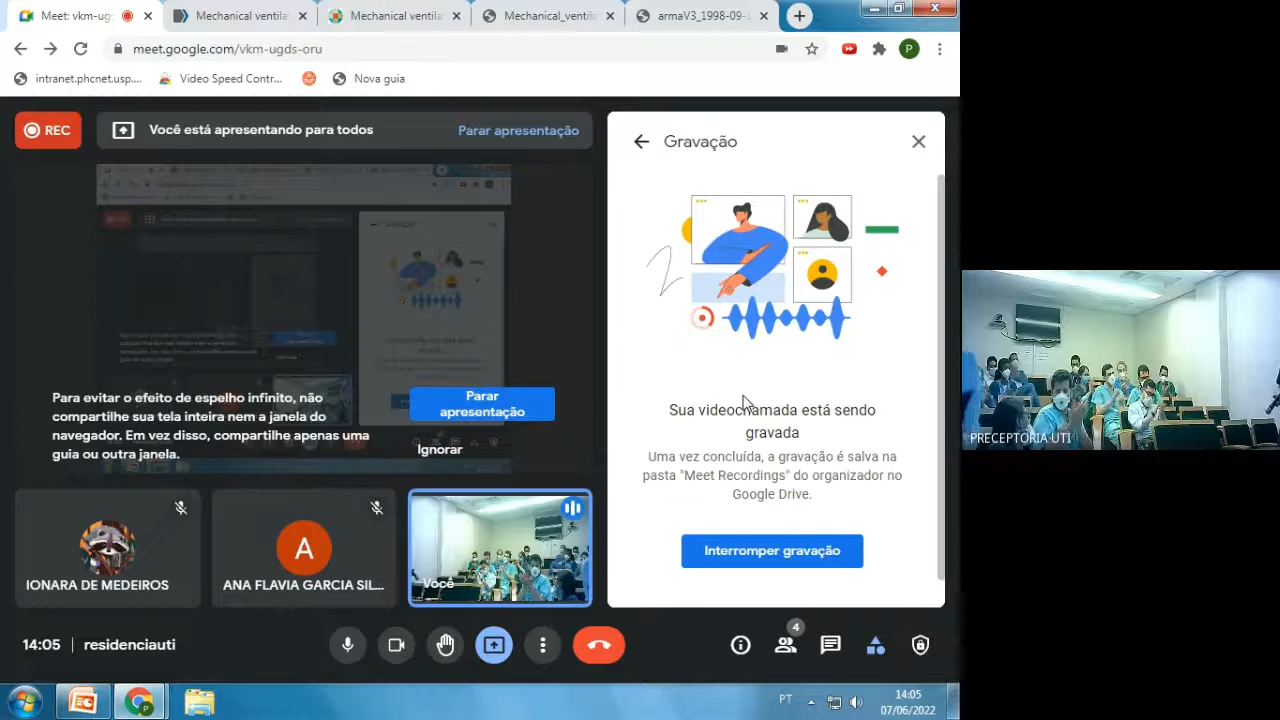 Meet: vkm-ug
Mechanical ventila
Mechanical ventila
Mechanical_ventil
armaV3_1998-09-
meet.google.com/vkm-ugds-oru
P
intranet.phcnet.usp....
Video Speed Contr...
Nova guia
REC
Você está apresentando para todos
Parar apresentação
Gravação
Para evitar o efeito de espelho infinito, não
compartilhe sua tela inteira nem a janela do
navegador. Em vez disso, compartilhe apenas uma
guia ou outra janela.
Parar
apresentação
Ignorar
Sua videochamada está sendo
gravada
Uma vez concluída, a gravação é salva na
pasta "Meet Recordings" do organizador no
Google Drive.
Interromper gravação
IONARA DE MEDEIROS
A
ANA FLAVIA GARCIA SIL...
Você
PRECEPTORIA UTI
14:05 | residenciauti
4
PT
14:05
07/06/2022